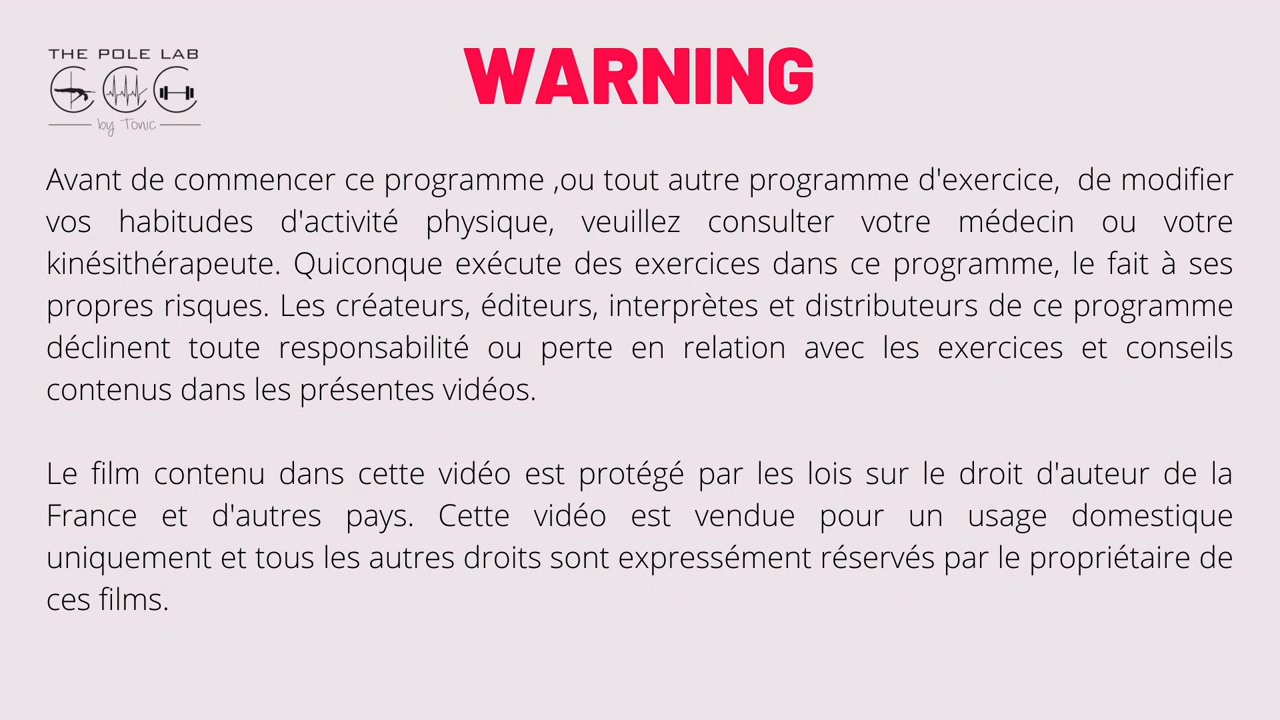 THE POLE LAB
by Tonic
WARNING
Avant de commencer ce programme ,ou tout autre programme d'exercice,  de modifier
vos habitudes d'activité physique, veuillez consulter votre médecin ou votre
kinésithérapeute. Quiconque exécute des exercices dans ce programme, le fait à ses
propres risques. Les créateurs, éditeurs, interprètes et distributeurs de ce programme
déclinent toute responsabilité ou perte en relation avec les exercices et conseils
contenus dans les présentes vidéos.
Le film contenu dans cette vidéo est protégé par les lois sur le droit d'auteur de la
France et d'autres pays. Cette vidéo est vendue pour un usage domestique
uniquement et tous les autres droits sont expressément réservés par le propriétaire de
ces films.